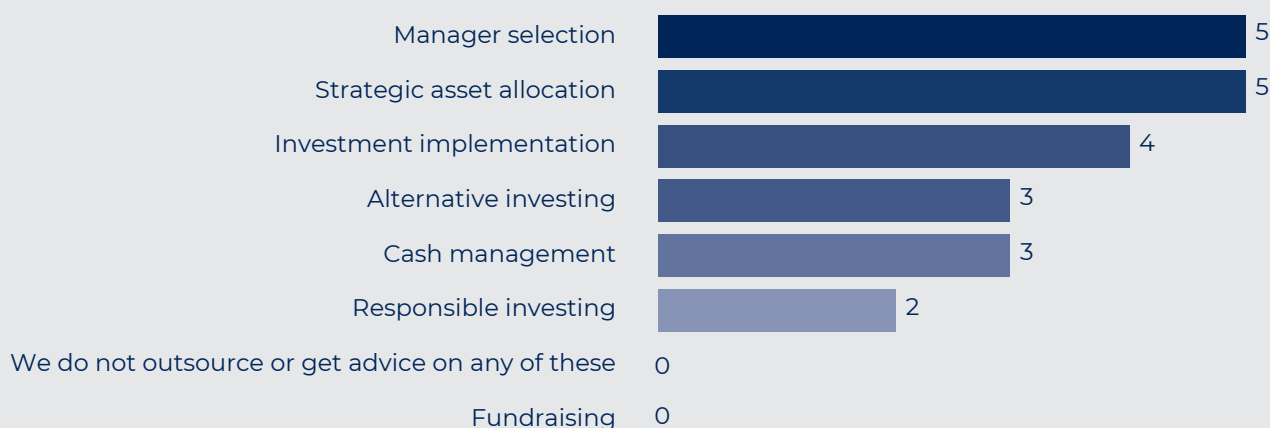 Manager selection 5
Strategic asset allocation 5
Investment implementation 4
Alternative investing 3
Cash management 3
Responsible investing 2
We do not outsource or get advice on any of these 0
Fundraising 0